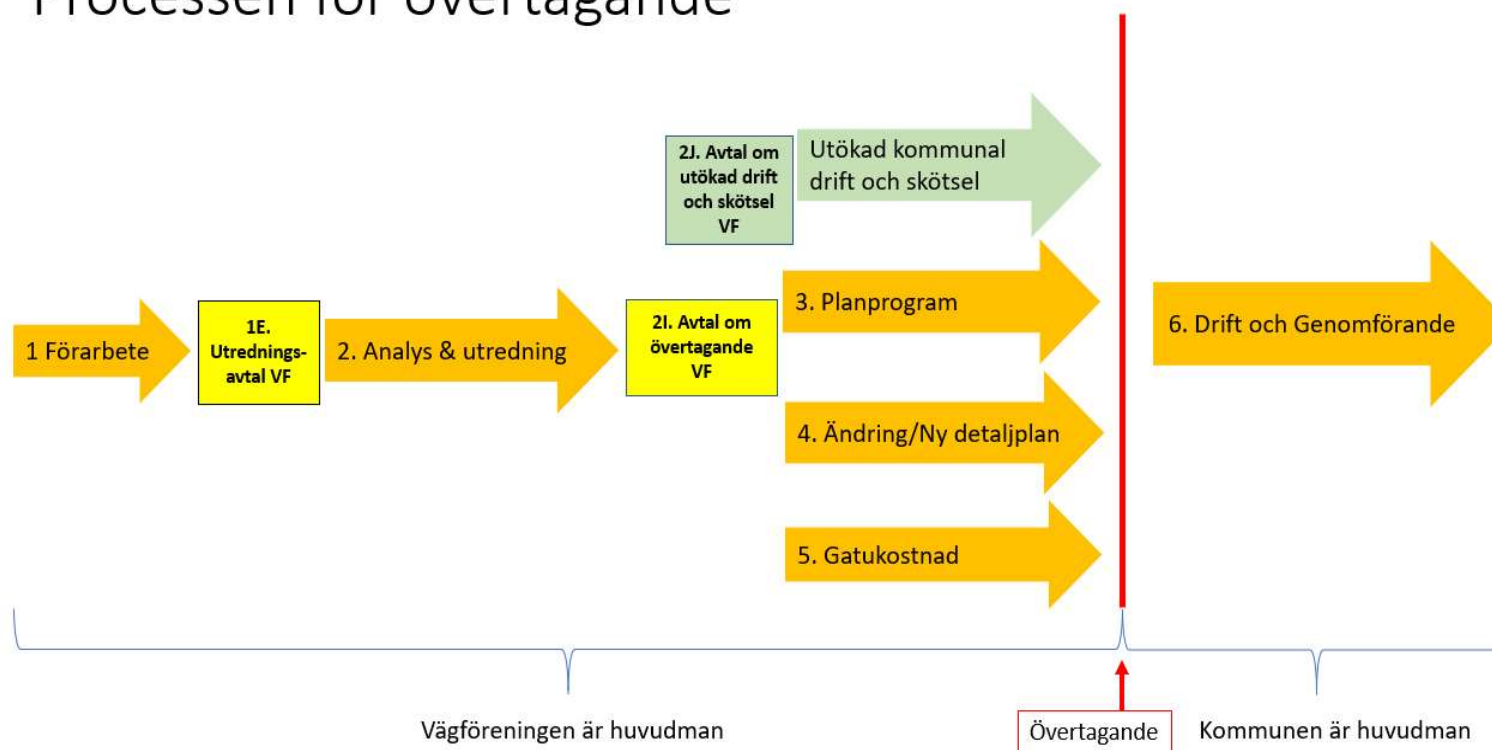 Processen för övertagande
2J. Avtal om
utökad drift
och skötsel
VF
Utökad kommunal
drift och skötsel
1 Förarbete
1E.
Utrednings-
avtal VF
2. Analys & utredning
2I. Avtal om
övertagande
VF
3. Planprogram
4. Ändring/Ny detaljplan
5. Gatukostnad
6. Drift och Genomförande
Vägföreningen är huvudman
Övertagande
Kommunen är huvudman